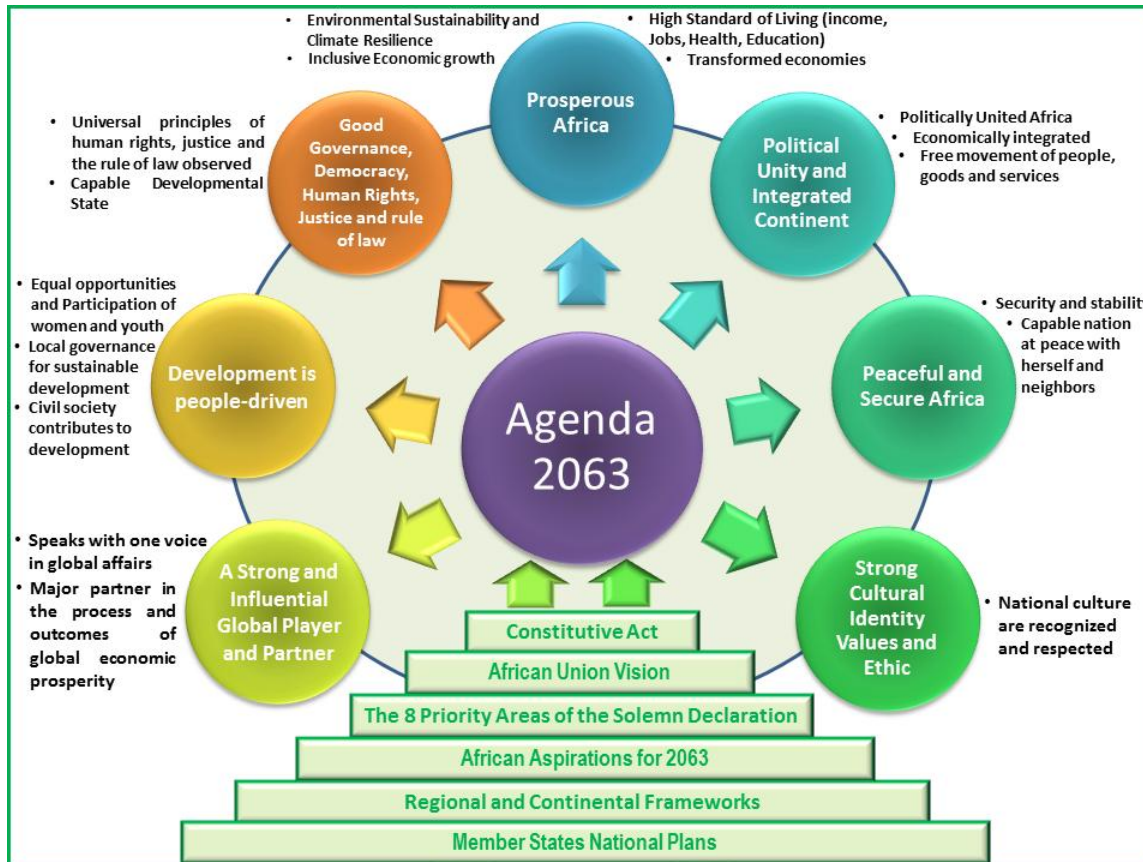 • Environmental Sustainability and
Climate Resilience
• Inclusive Economic growth
• High Standard of Living (income,
Jobs, Health, Education)
• Transformed economies
Prosperous
Africa
• Universal principles of
human rights, justice and
the rule of law observed
• Capable Developmental
State
Good
Governance,
Democracy,
Human Rights,
Justice and rule
of law
Political
Unity and
Integrated
Continent
• Politically United Africa
• Economically integrated
• Free movement of people,
goods and services
• Equal opportunities
and Participation of
women and youth
• Local governance
for sustainable
development
• Civil society
contributes to
development
Development is
people-driven
Agenda
2063
Peaceful and
Secure Africa
• Security and stability
• Capable nation
at peace with
herself and
neighbors
• Speaks with one voice
in global affairs
• Major partner in
the process and
outcomes of
global economic
prosperity
A Strong and
Influential
Global Player
and Partner
Strong
Cultural
Identity
Values and
Ethic
• National culture
are recognized
and respected
Constitutive Act
African Union Vision
The 8 Priority Areas of the Solemn Declaration
African Aspirations for 2063
Regional and Continental Frameworks
Member States National Plans